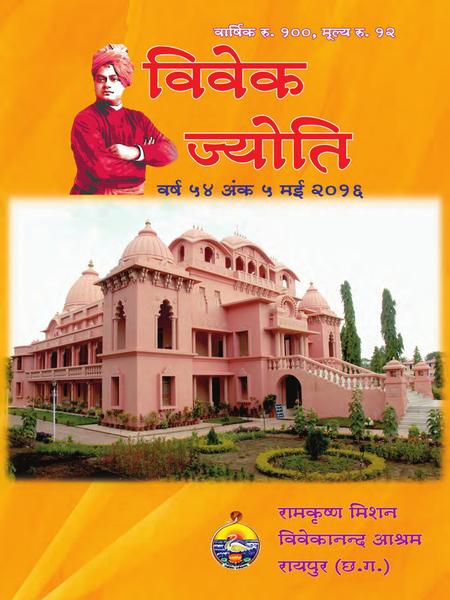 वार्षिक रु. १००, मूल्य रु. १२
विवेक
ज्योति
वर्ष ५४ अंक ५ मई २०१६
रामकृष्ण मिशन
विवेकानन्द आश्रम
रायपुर (छ.ग.)